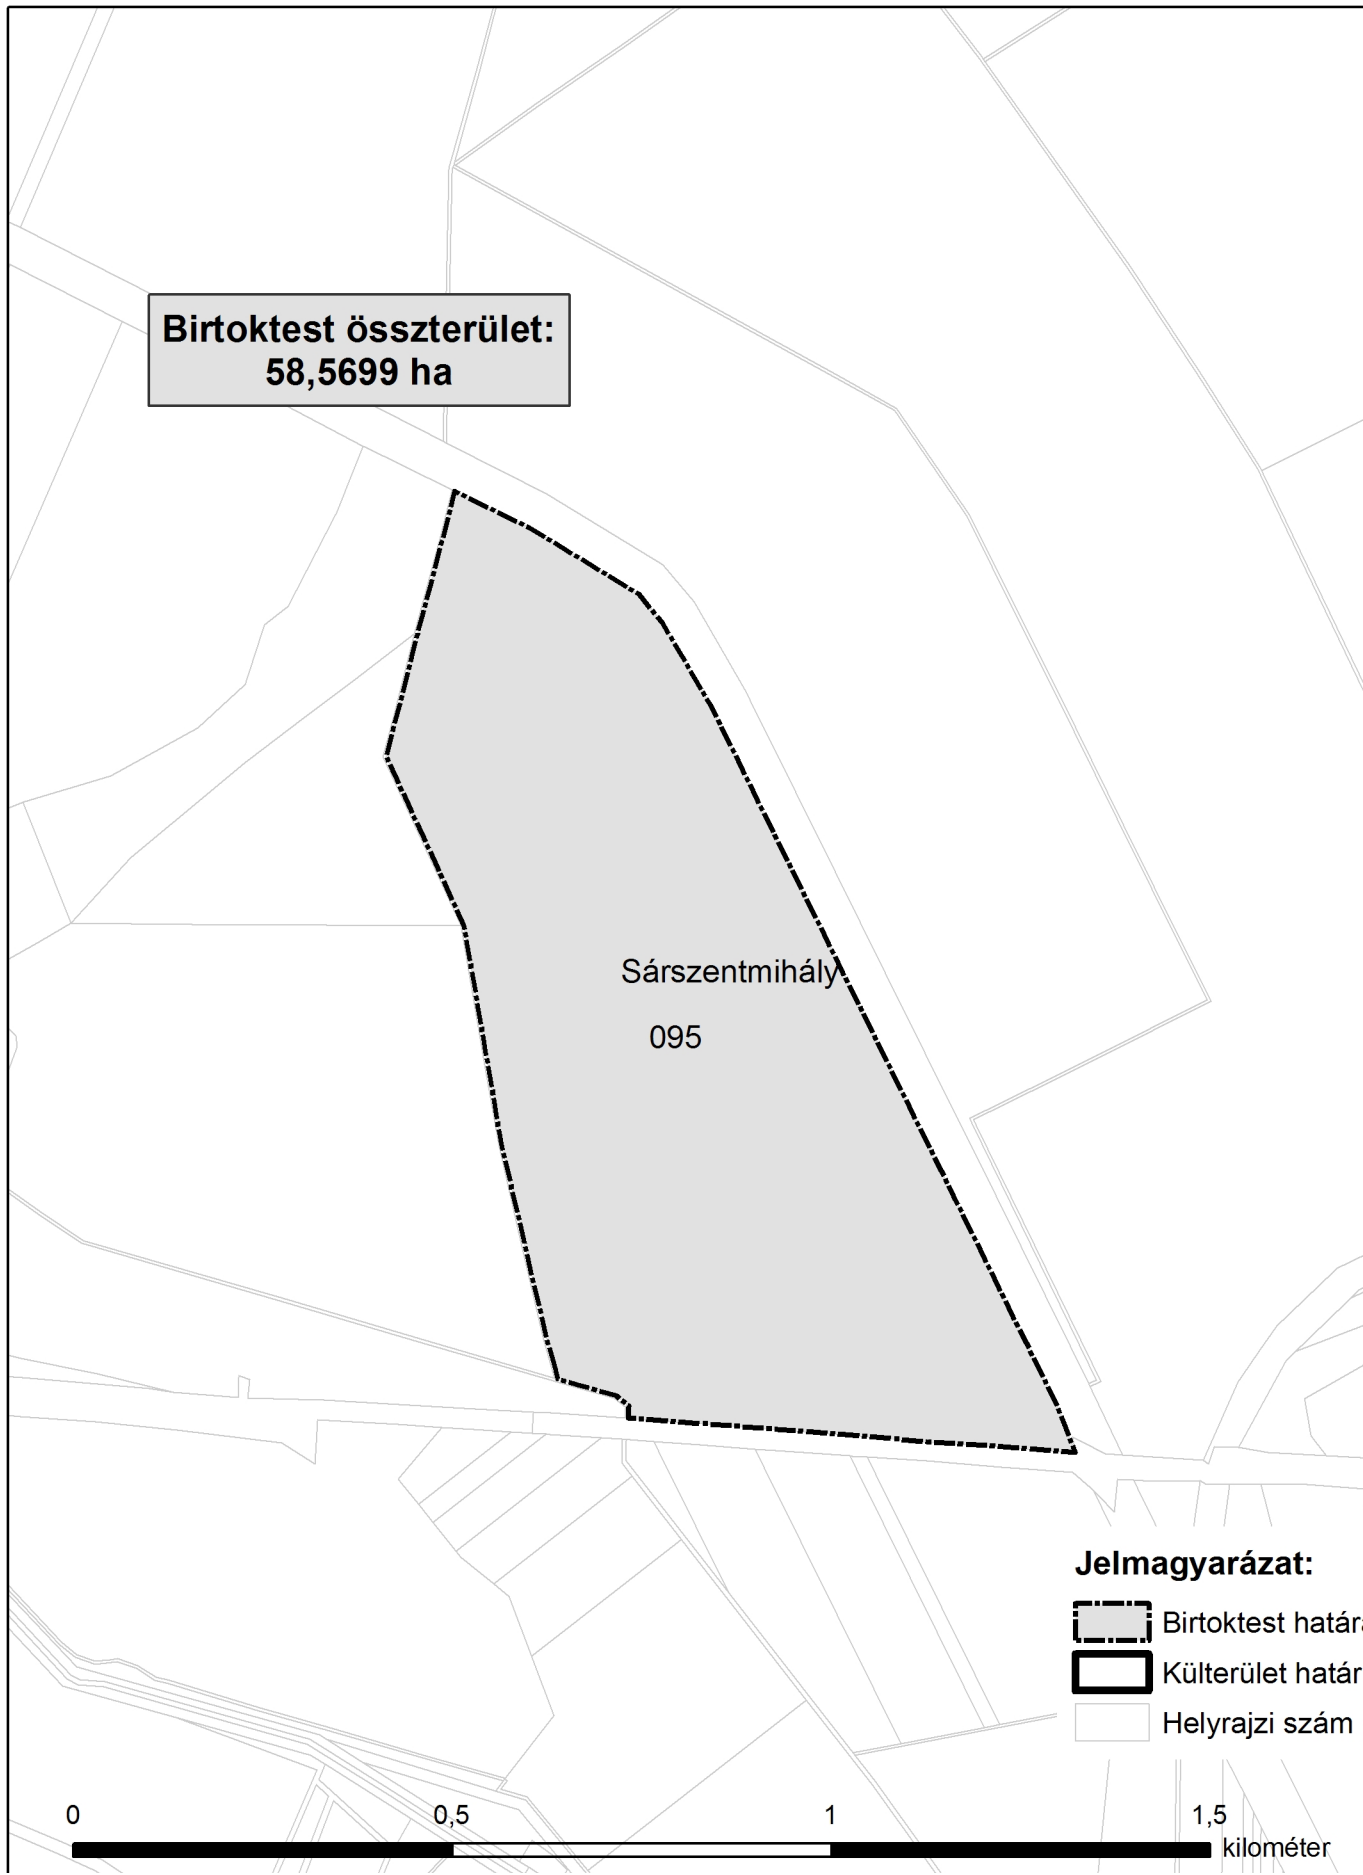 Birtoktest összterület:
58,5699 ha
Sárszentmihály
095
Jelmagyarázat:
Birtoktest határa
Külterület határ
Helyrajzi szám
0 0,5 1 1,5
kilométer